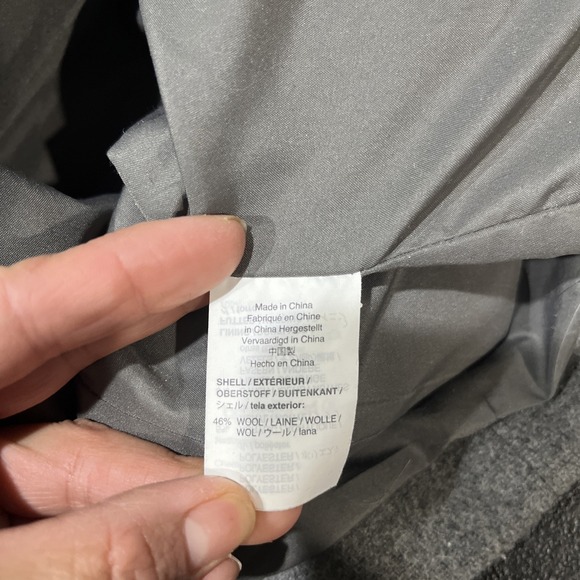 Made in China
Fabriqué en Chine
in China Hergestellt
Vervaardigd in China
中国製
Hecho en China
SHELL / EXTÉRIEUR /
OBERSTOFF / BUITENKANT /
シェル / tela exterior:
46% WOOL / LAINE / WOLLE /
WOL / ウール / lana